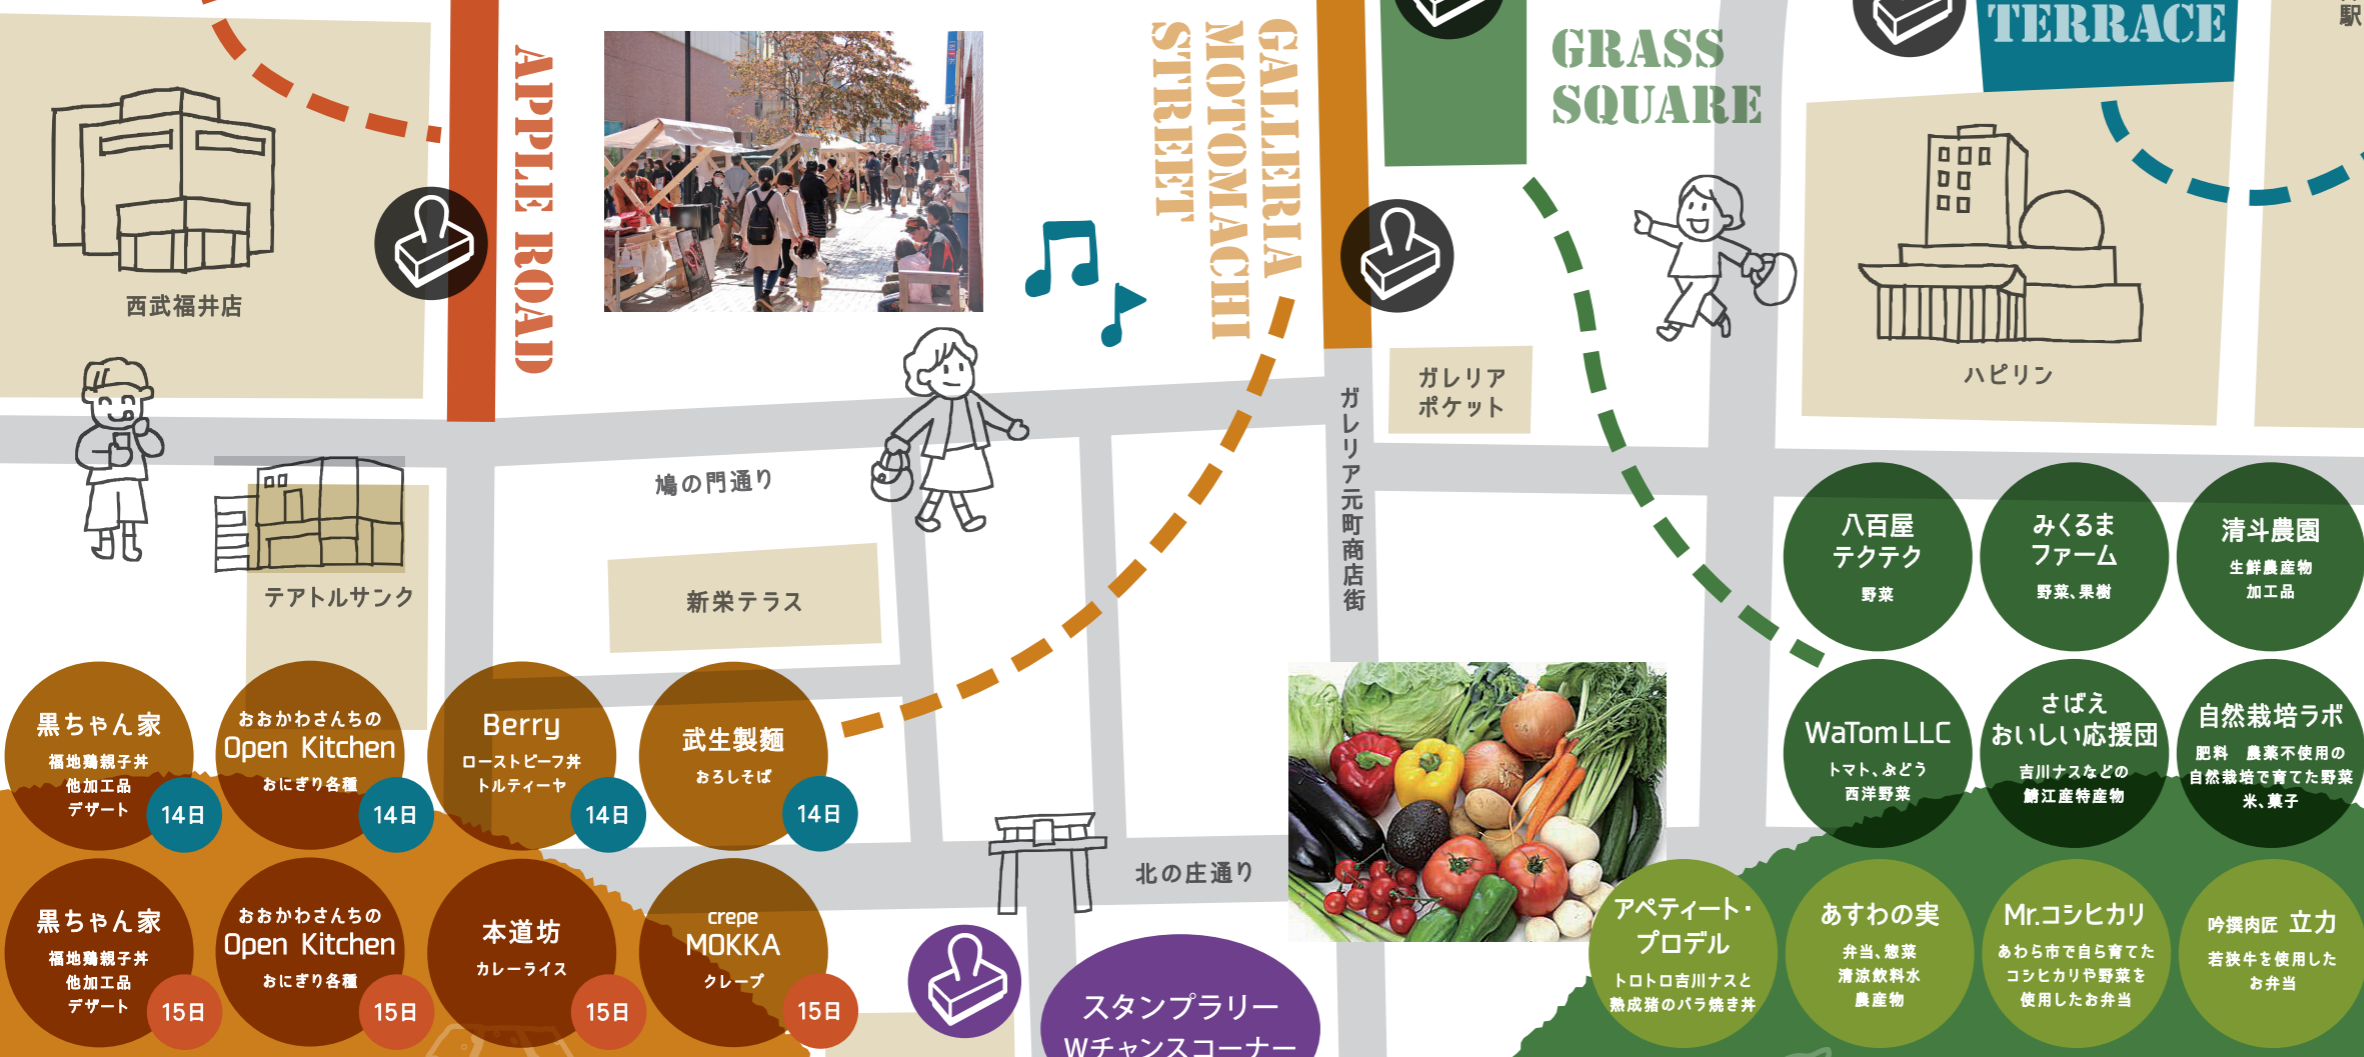 TERRACE
駅
GRASS
SQUARE
GALLERIA
MOTOMACHI
STREET
APPLE ROAD
西武福井店
ガレリア
ポケット
ハピリン
ガレリア元町商店街
鳩の門通り
テアトルサンク
新栄テラス
北の庄通り
八百屋
テクテク
野菜
みくるま
ファーム
野菜、果樹
清斗農園
生鮮農産物
加工品
WaTom LLC
トマト、ぶどう
西洋野菜
さばえ
おいしい応援団
吉川ナスなどの
鯖江産特産物
自然栽培ラボ
肥料　農薬不使用の
自然栽培で育てた野菜
米、菓子
黒ちゃん家
福地鶏親子丼
他加工品
デザート
14日
おおかわさんちの
Open Kitchen
おにぎり各種
14日
Berry
ローストビーフ丼
トルティーヤ
14日
武生製麺
おろしそば
14日
黒ちゃん家
福地鶏親子丼
他加工品
デザート
15日
おおかわさんちの
Open Kitchen
おにぎり各種
15日
本道坊
カレーライス
15日
crepe
MOKKA
クレープ
15日
スタンプラリー
Wチャンスコーナー
アペティート・
プロデル
トロトロ吉川ナスと
熟成猪のバラ焼き丼
あすわの実
弁当、惣菜
清涼飲料水
農産物
Mr.コシヒカリ
あわら市で自ら育てた
コシヒカリや野菜を
使用したお弁当
吟撰肉匠 立力
若狭牛を使用した
お弁当